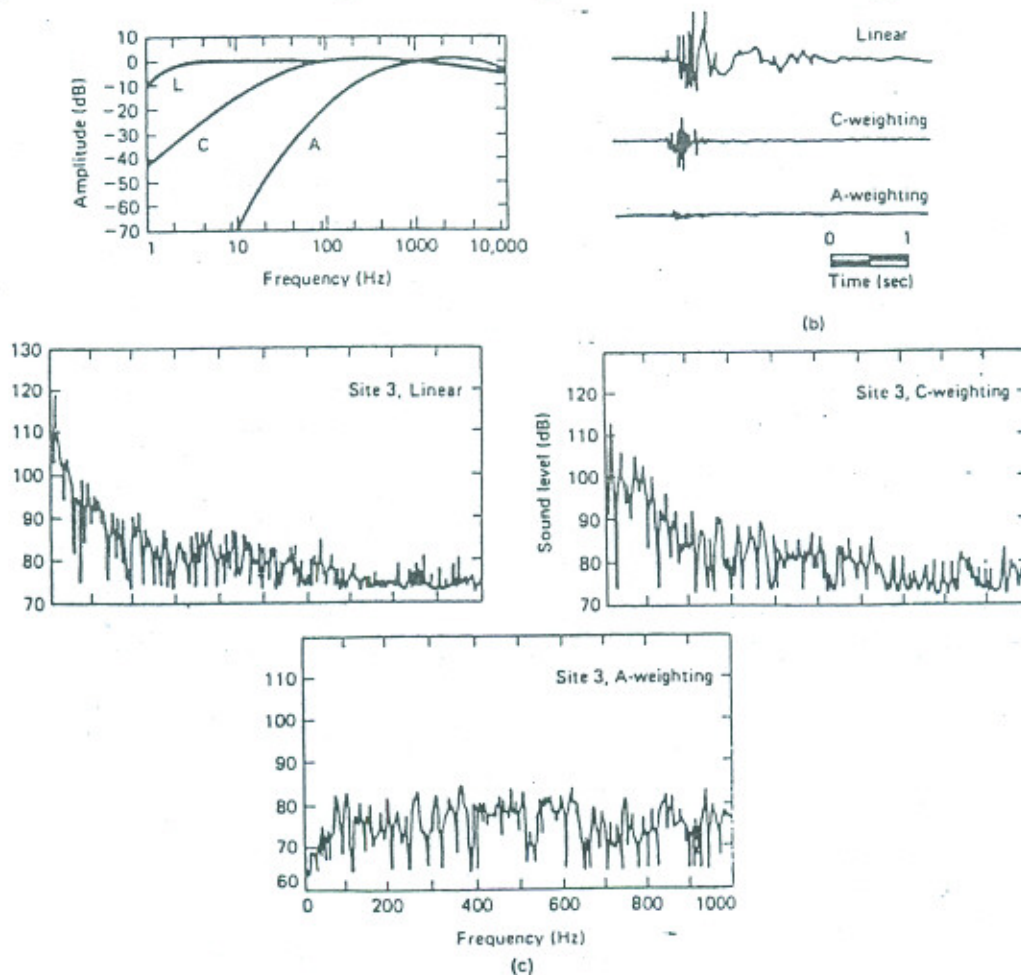 Amplitude (dB)
10
0
−10
−20
−30
−40
−50
−60
−70
L
C
A
1
10
100
1000
10,000
Frequency (Hz)
Linear
C-weighting
A-weighting
0 1
Time (sec)
(b)
130
120
110
100
90
80
70
Site 3, Linear
Sound level (dB)
120
110
100
90
80
70
Site 3, C-weighting
110
100
90
80
70
60
Site 3, A-weighting
0 200 400 600 800 1000
Frequency (Hz)
(c)